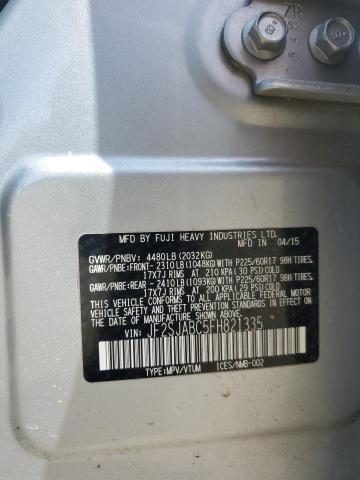 ZR
MFD BY FUJI HEAVY INDUSTRIES LTD.
MFD IN 04/15
GVWR/PNBV: 4480LB (2032KG)
GAWR/PNBE: FRONT- 2310LB (1048KG) WITH P225/60R17 98H TIRES.
17X7J RIMS AT 210 KPA (30 PSI) COLD
GAWR/PNBE: REAR - 2410LB (1093KG) WITH P225/60R17 98H TIRES.
17X7J RIMS AT 200 KPA (29 PSI) COLD
THIS VEHICLE CONFORMS TO ALL APPLICABLE FEDERAL MOTOR
VEHICLE SAFETY, BUMPER, AND THEFT PREVENTION STANDARDS
IN EFFECT ON THE DATE OF MANUFACTURE SHOWN ABOVE.
VIN: JF2SJABC5FH821335
TYPE:MPV/VTUM ICES/NMB-002